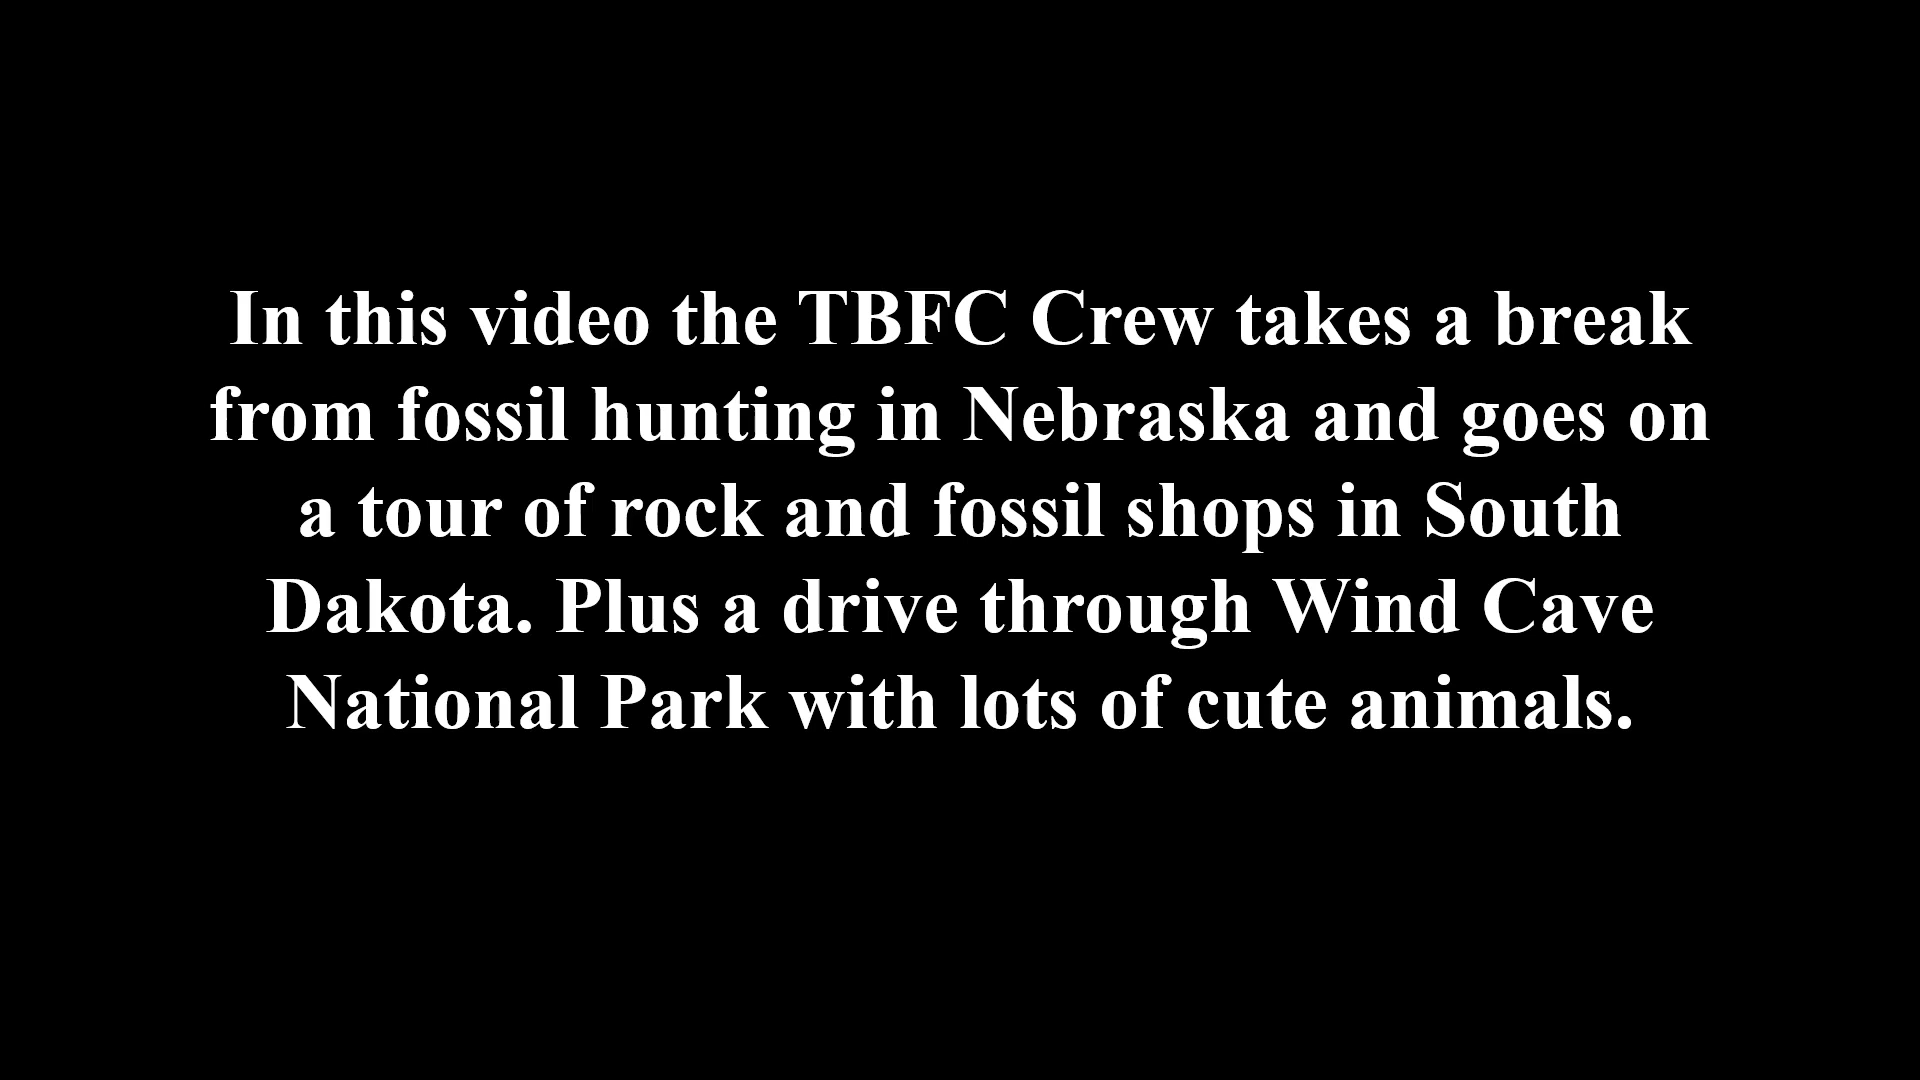 In this video the TBFC Crew takes a break
from fossil hunting in Nebraska and goes on
a tour of rock and fossil shops in South
Dakota. Plus a drive through Wind Cave
National Park with lots of cute animals.